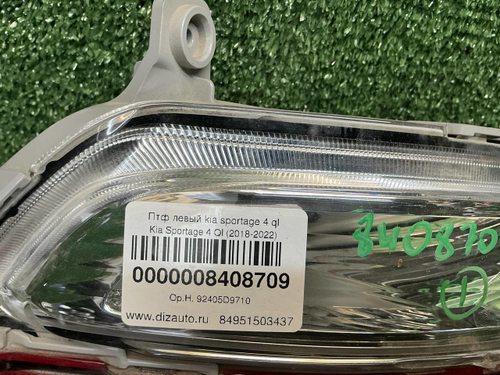 Птф левый kia sportage 4 ql
Kia Sportage 4 Ql (2018-2022)
0000008408709
Ор.Н. 92405D9710
www.dizauto.ru 84951503437
840870
1